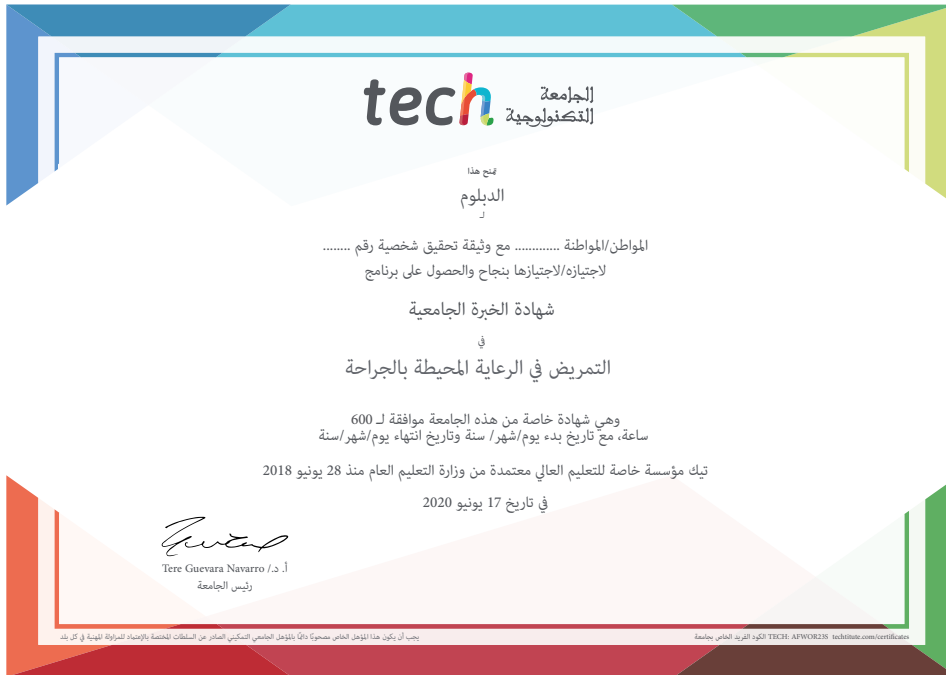 tech الجامعة
التكنولوجية
يمنح هذا
الدبلوم
لـ
المواطن/المواطنة ............ مع وثيقة تحقيق شخصية رقم ........
لاجتيازه/لاجتيازها بنجاح والحصول على برنامج
شهادة الخبرة الجامعية
في
التمريض في الرعاية المحيطة بالجراحة
وهي شهادة خاصة من هذه الجامعة موافقة لـ 600
ساعة، مع تاريخ بدء يوم/شهر/ سنة وتاريخ انتهاء يوم/شهر/سنة
تيك مؤسسة خاصة للتعليم العالي معتمدة من وزارة التعليم العام منذ 28 يونيو 2018
في تاريخ 17 يونيو 2020
أ. د./ Tere Guevara Navarro
رئيس الجامعة
يجب أن يكون هذا المؤهل الخاص مصحوبًا دائمًا بالمؤهل الجامعي التمكيني الصادر عن السلطات المختصة بالإعتماد للمزاولة المهنية في كل بلد
الكود الفريد الخاص بجامعة TECH: AFWOR23S techtitute.com/certificates